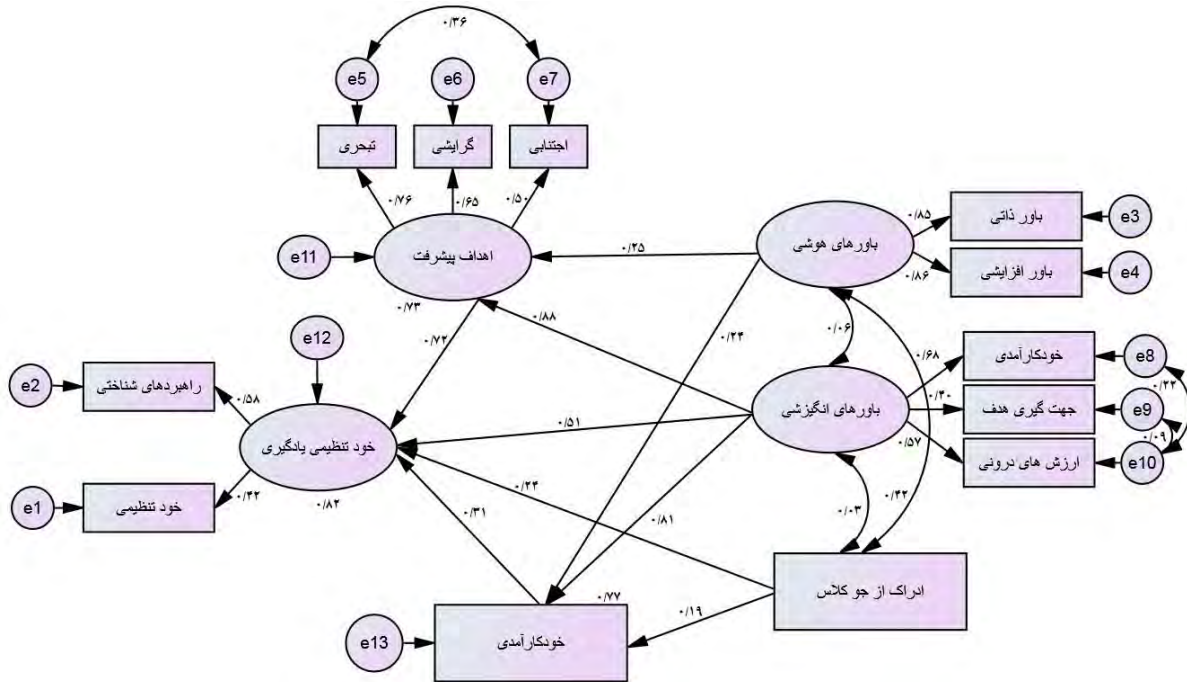 ۰/۳۶
e5
e6
e7
تبحری
گرایشی
اجتنابی
۰/۷۶
۰/۶۵
۰/۵۰
e11
اهداف پیشرفت
۰/۷۳
۰/۲۵
باورهای هوشی
۰/۸۵
باور ذاتی
e3
۰/۸۶
باور افزایشی
e4
۰/۰۶
۰/۸۸
۰/۲۴
۰/۷۲
e12
e2
راهبردهای شناختی
۰/۵۸
خود تنظیمی یادگیری
۰/۸۲
۰/۴۲
e1
خود تنظیمی
باورهای انگیزشی
۰/۶۸
خودکارآمدی
e8
۰/۲۲
۰/۴۰
جهت گیری هدف
e9
۰/۰۹
۰/۵۷
ارزش های درونی
e10
۰/۵۱
۰/۲۴
۰/۳۱
۰/۸۱
۰/۰۳
۰/۴۲
ادراک از جو کلاس
۰/۱۹
۰/۷۷
خودکارآمدی
e13